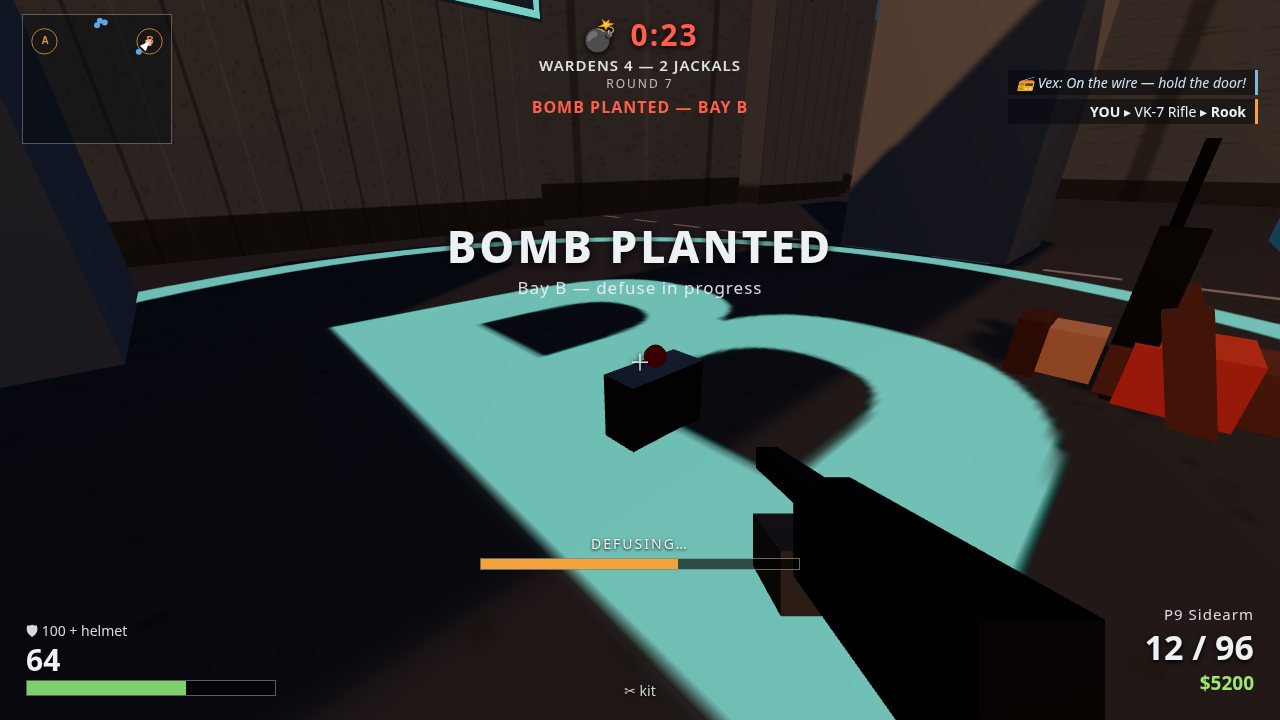 A
B
0:23
WARDENS 4 — 2 JACKALS
ROUND 7
BOMB PLANTED — BAY B
📻 Vex: On the wire — hold the door!
YOU ▸ VK-7 Rifle ▸ Rook
BOMB PLANTED
Bay B — defuse in progress
B
DEFUSING…
100 + helmet
64
✂ kit
P9 Sidearm
12 / 96
$5200